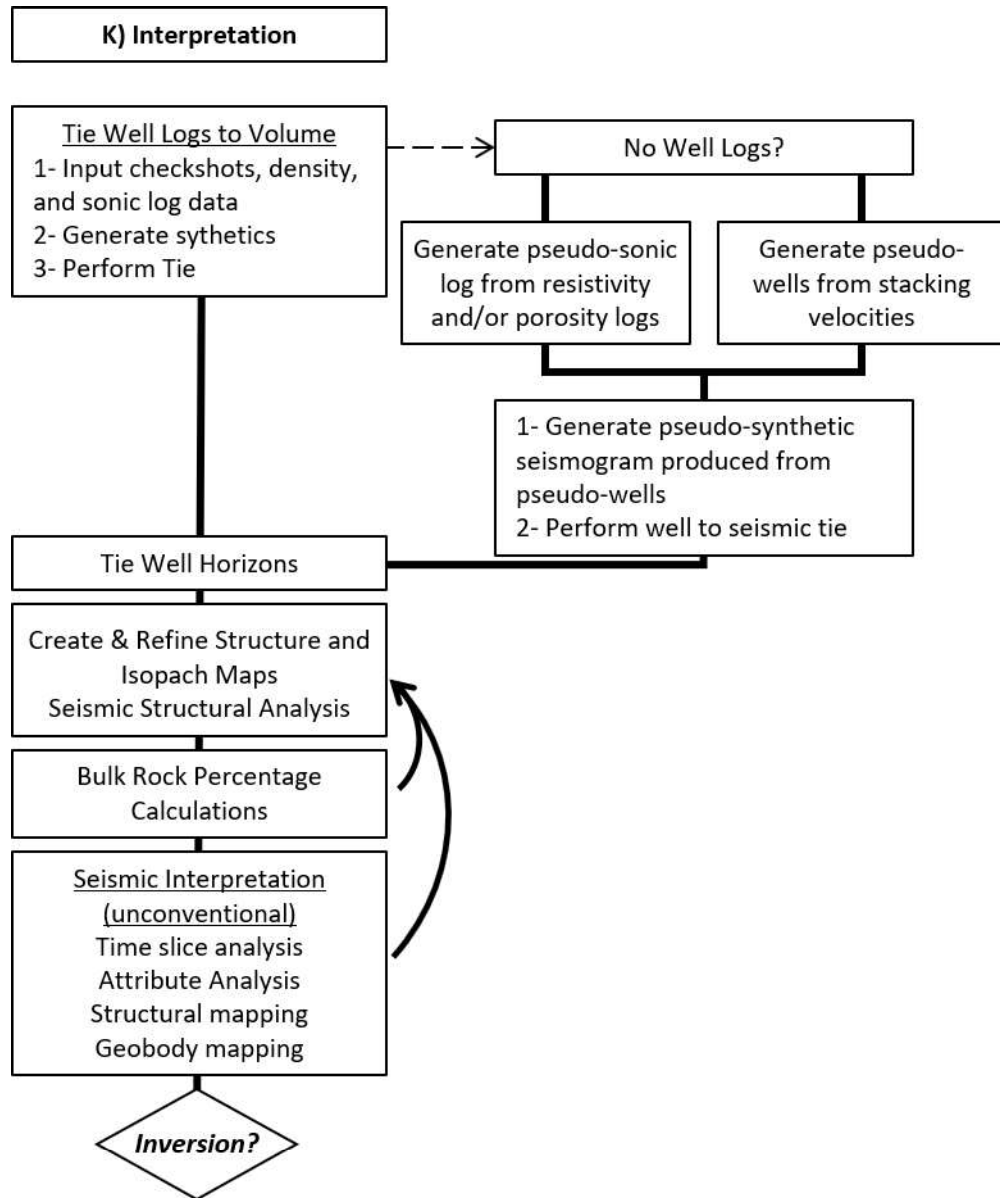 K) Interpretation
Tie Well Logs to Volume
1- Input checkshots, density,
and sonic log data
2- Generate sythetics
3- Perform Tie
No Well Logs?
Generate pseudo-sonic
log from resistivity
and/or porosity logs
Generate pseudo-
wells from stacking
velocities
1- Generate pseudo-synthetic
seismogram produced from
pseudo-wells
2- Perform well to seismic tie
Tie Well Horizons
Create & Refine Structure and
Isopach Maps
Seismic Structural Analysis
Bulk Rock Percentage
Calculations
Seismic Interpretation
(unconventional)
Time slice analysis
Attribute Analysis
Structural mapping
Geobody mapping
Inversion?